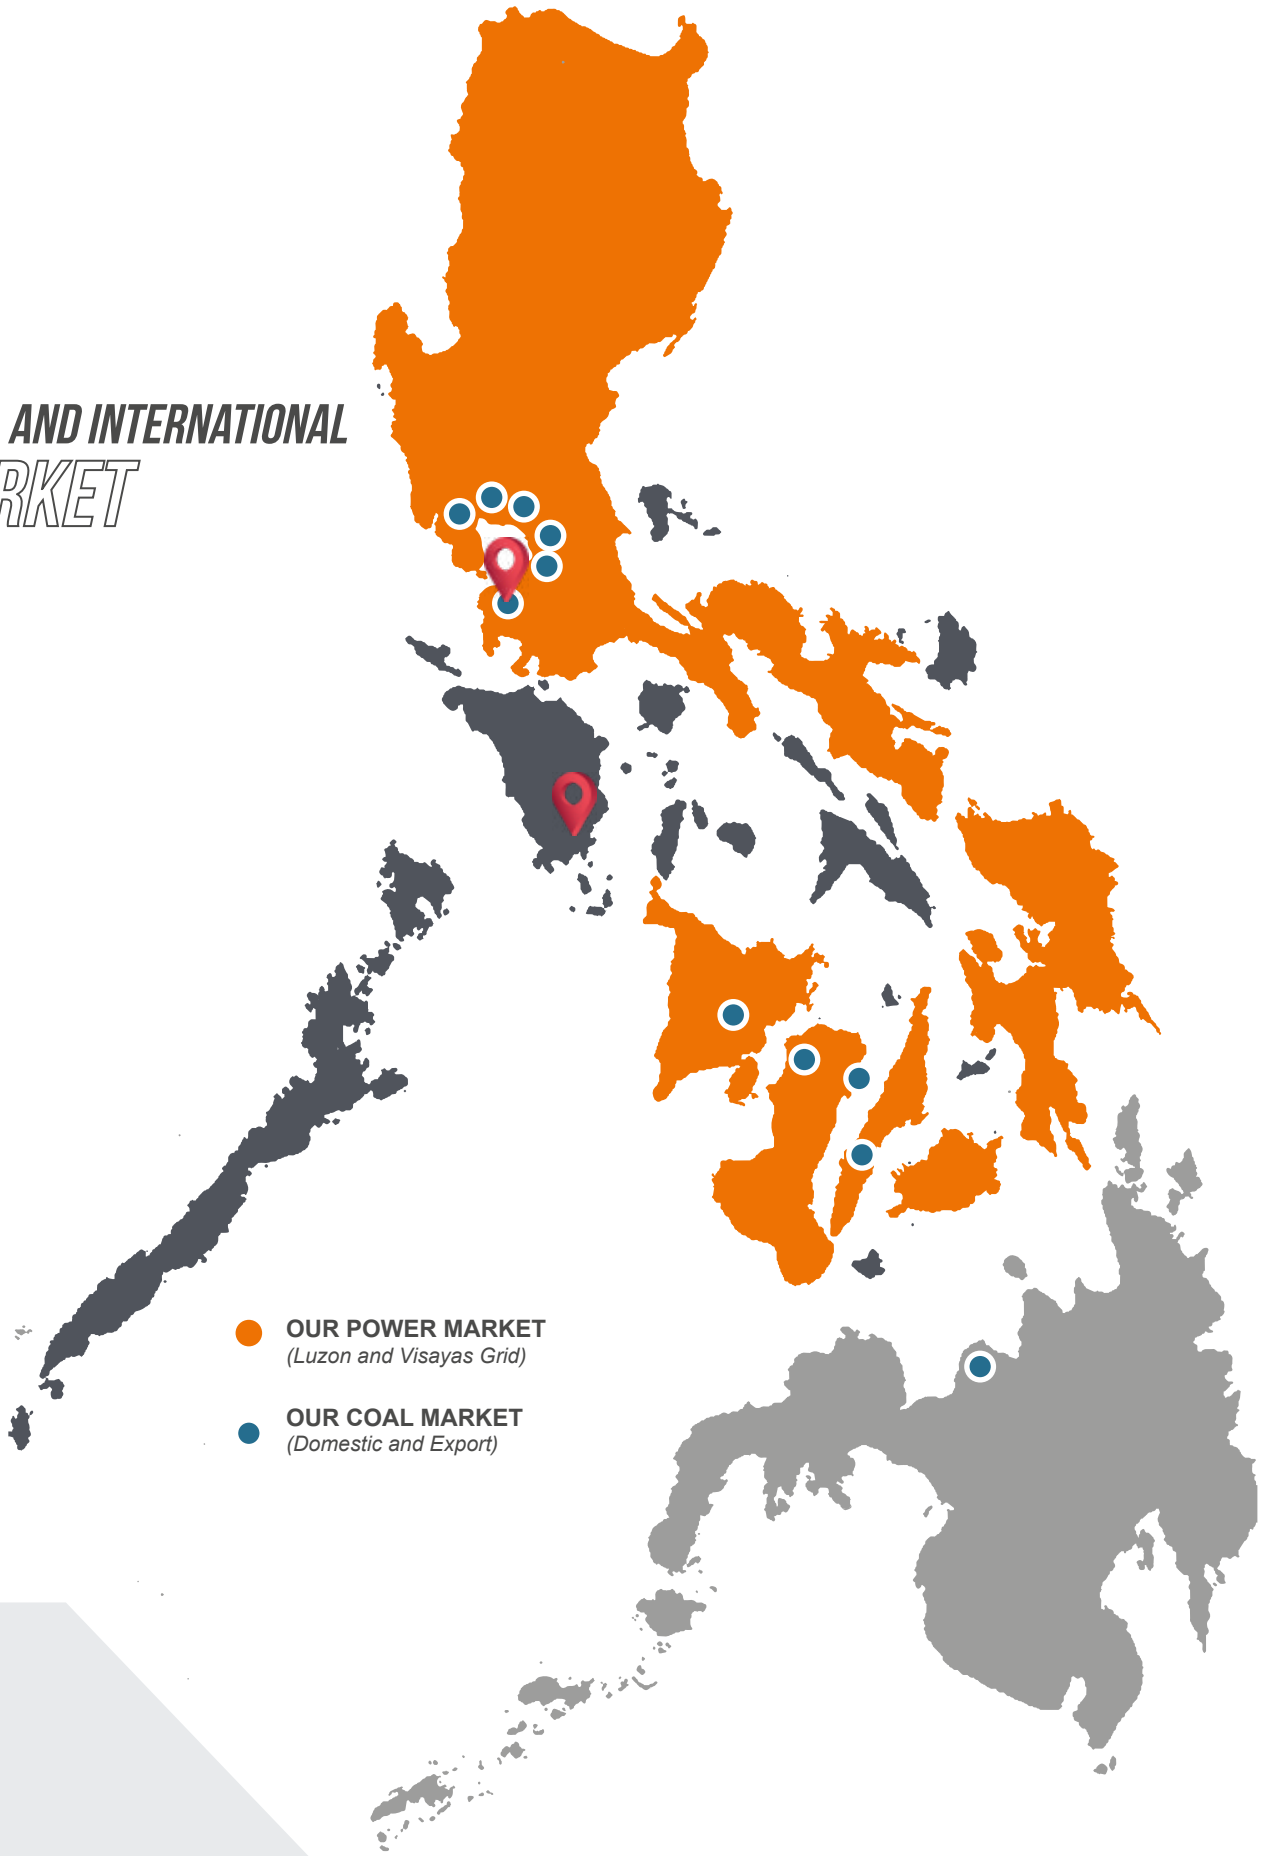 AND INTERNATIONAL
RKET
OUR POWER MARKET
(Luzon and Visayas Grid)
OUR COAL MARKET
(Domestic and Export)